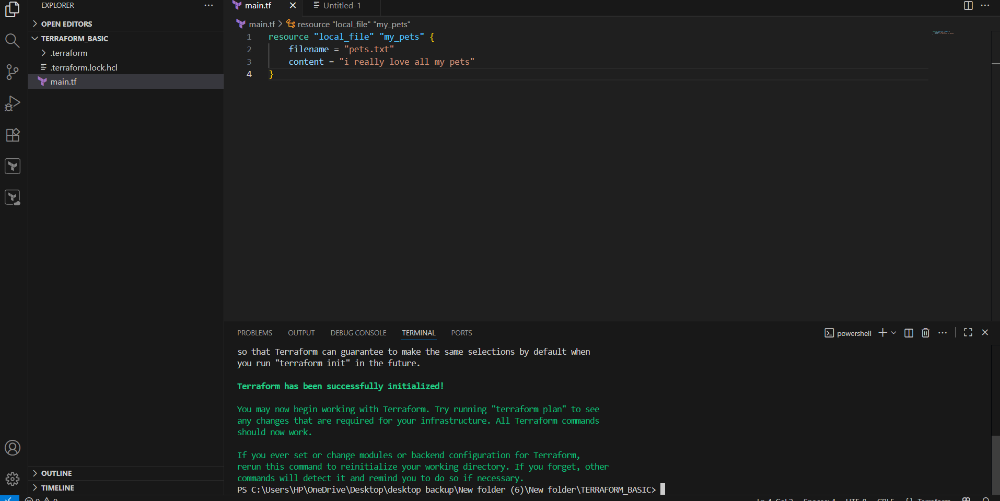 EXPLORER
OPEN EDITORS
TERRAFORM_BASIC
.terraform
.terraform.lock.hcl
main.tf
OUTLINE
TIMELINE
main.tf
Untitled-1
main.tf > resource "local_file" "my_pets"
1 resource "local_file" "my_pets" {
2 filename = "pets.txt"
3 content = "i really love all my pets"
4 }
PROBLEMS OUTPUT DEBUG CONSOLE TERMINAL PORTS
powershell
so that Terraform can guarantee to make the same selections by default when
you run "terraform init" in the future.
Terraform has been successfully initialized!
You may now begin working with Terraform. Try running "terraform plan" to see
any changes that are required for your infrastructure. All Terraform commands
should now work.
If you ever set or change modules or backend configuration for Terraform,
rerun this command to reinitialize your working directory. If you forget, other
commands will detect it and remind you to do so if necessary.
PS C:\Users\HP\OneDrive\Desktop\desktop backup\New folder (6)\New folder\TERRAFORM_BASIC>